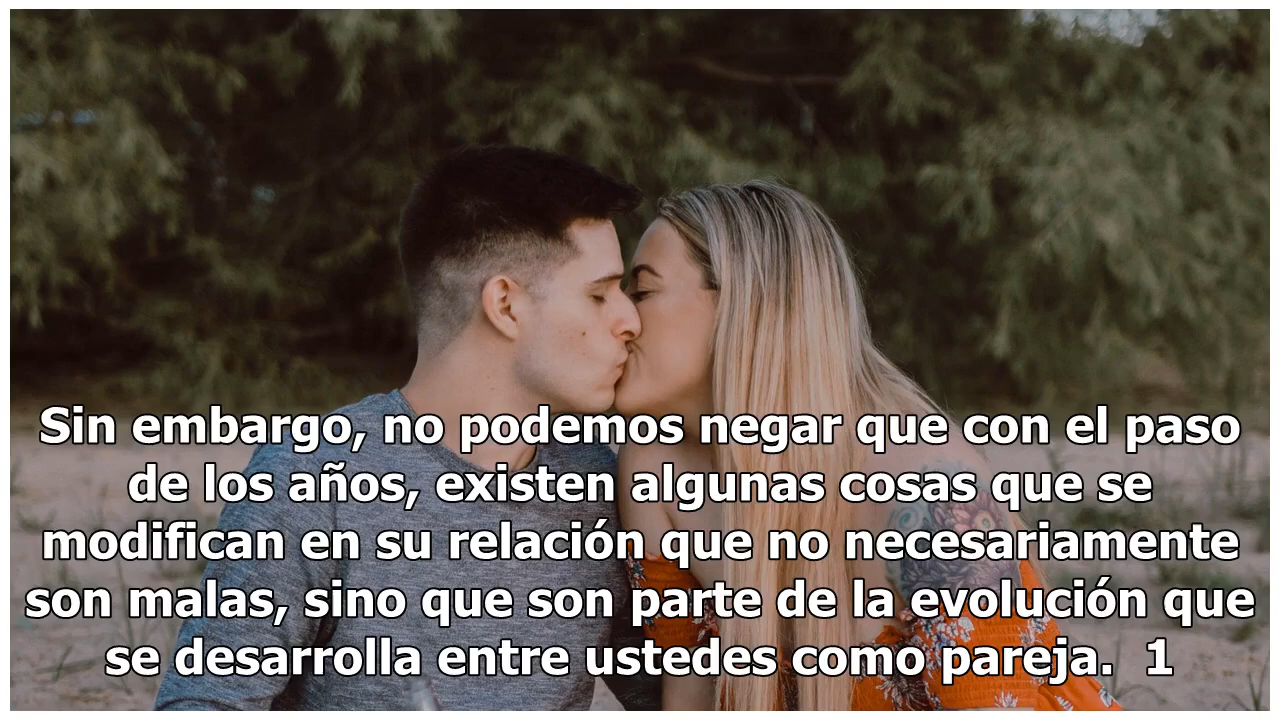 Sin embargo, no podemos negar que con el paso
de los años, existen algunas cosas que se
modifican en su relación que no necesariamente
son malas, sino que son parte de la evolución que
se desarrolla entre ustedes como pareja.  1